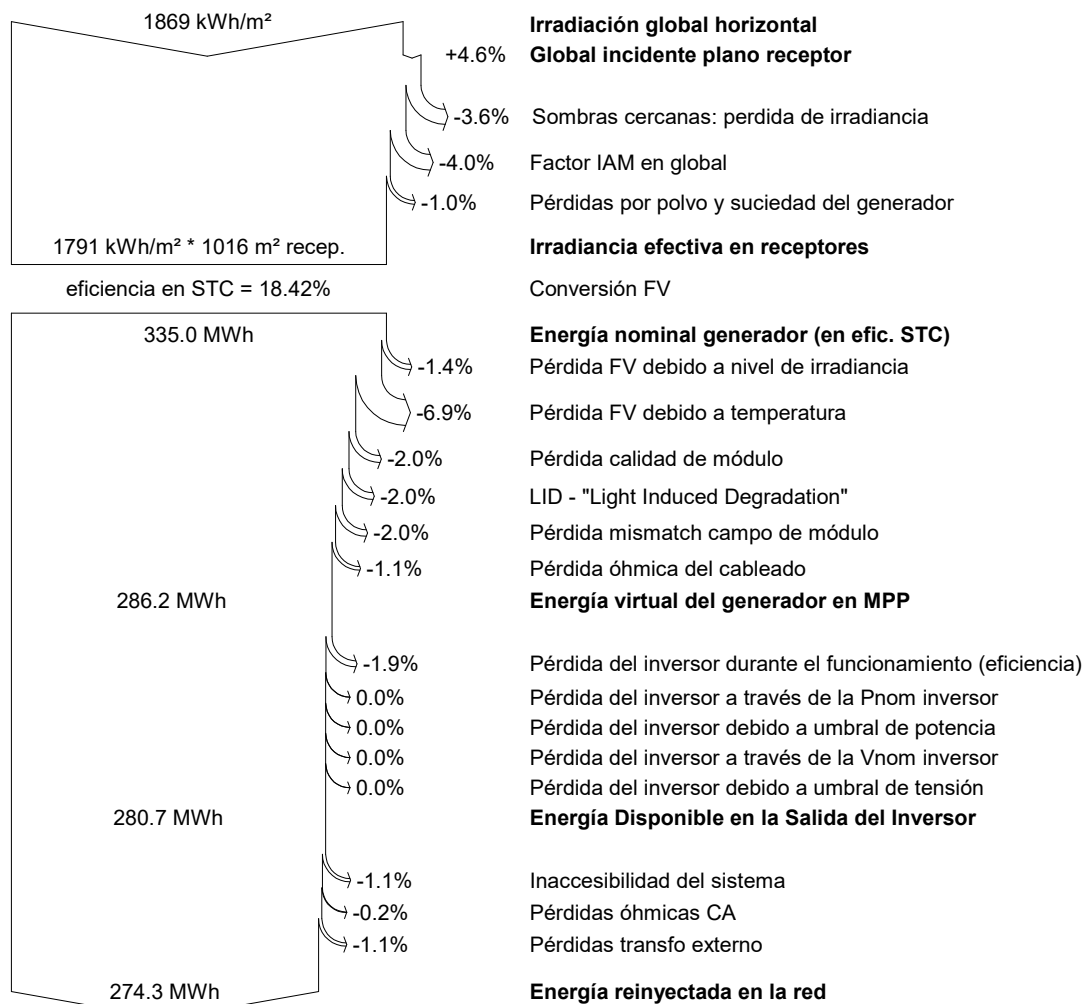 1869 kWh/m² Irradiación global horizontal
+4.6% Global incidente plano receptor
-3.6% Sombras cercanas: perdida de irradiancia
-4.0% Factor IAM en global
-1.0% Pérdidas por polvo y suciedad del generador
1791 kWh/m² * 1016 m² recep. Irradiancia efectiva en receptores
eficiencia en STC = 18.42% Conversión FV
335.0 MWh Energía nominal generador (en efic. STC)
-1.4% Pérdida FV debido a nivel de irradiancia
-6.9% Pérdida FV debido a temperatura
-2.0% Pérdida calidad de módulo
-2.0% LID - "Light Induced Degradation"
-2.0% Pérdida mismatch campo de módulo
-1.1% Pérdida óhmica del cableado
286.2 MWh Energía virtual del generador en MPP
-1.9% Pérdida del inversor durante el funcionamiento (eficiencia)
0.0% Pérdida del inversor a través de la Pnom inversor
0.0% Pérdida del inversor debido a umbral de potencia
0.0% Pérdida del inversor a través de la Vnom inversor
0.0% Pérdida del inversor debido a umbral de tensión
280.7 MWh Energía Disponible en la Salida del Inversor
-1.1% Inaccesibilidad del sistema
-0.2% Pérdidas óhmicas CA
-1.1% Pérdidas transfo externo
274.3 MWh Energía reinyectada en la red